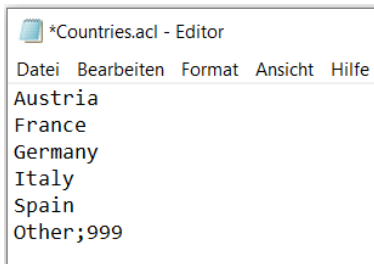 *Countries.acl - Editor
Datei Bearbeiten Format Ansicht Hilfe
Austria
France
Germany
Italy
Spain
Other;999